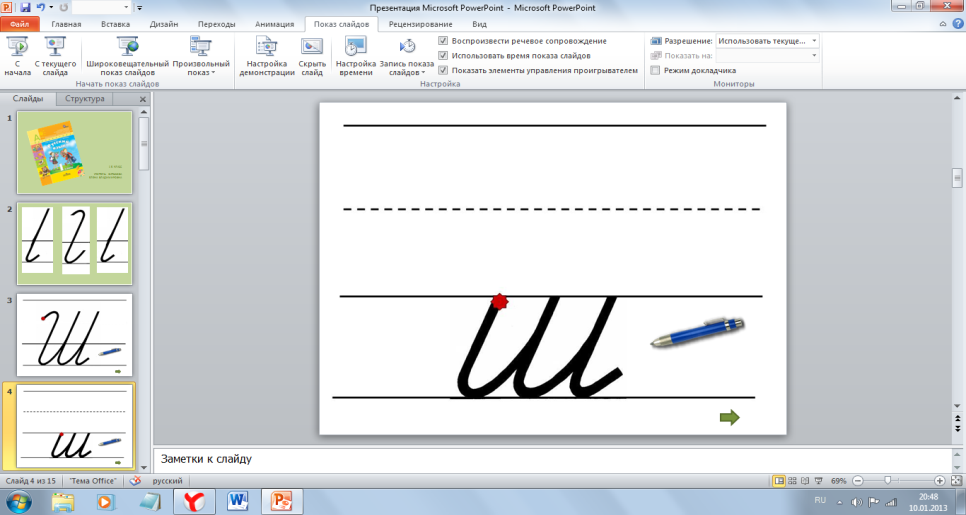 Презентация Microsoft PowerPoint - Microsoft PowerPoint
Файл Главная Вставка Дизайн Переходы Анимация Показ слайдов Рецензирование Вид
С начала
С текущего слайда
Широковещательный показ слайдов
Произвольный показ
Начать показ слайдов
Настройка демонстрации
Скрыть слайд
Настройка времени
Запись показа слайдов
Воспроизвести речевое сопровождение
Использовать время показа слайдов
Показать элементы управления проигрывателем
Настройка
Разрешение: Использовать текуще...
Показать на:
Режим докладчика
Мониторы
Слайды Структура
1
2
3
Ш
4
ш
ш
Заметки к слайду
Слайд 4 из 15 "Тема Office" русский 69%
RU 20:48
10.01.2013